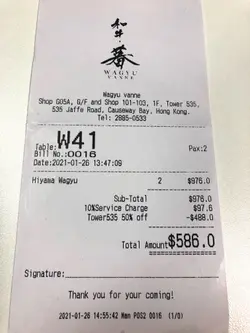 和牛
蕃
WAGYU
VANNE
Wagyu vanne
Shop G05A, G/F and Shop 101-103, 1F, Tower 535,
535 Jaffe Road, Causeway Bay, Hong Kong.
Tel: 2885-0533
Table: W41 Pax:2
Bill No.:0016
Date:2021-01-26 13:47:09
Hiyama Wagyu 2 $976.0
Sub-Total $976.0
10%Service Charge $97.6
Tower535 50% off -$488.0
Total Amount $586.0
Signature:
Thank you for your coming!
2021-01-26 14:55:42 Man POS2 0016 (1/0)